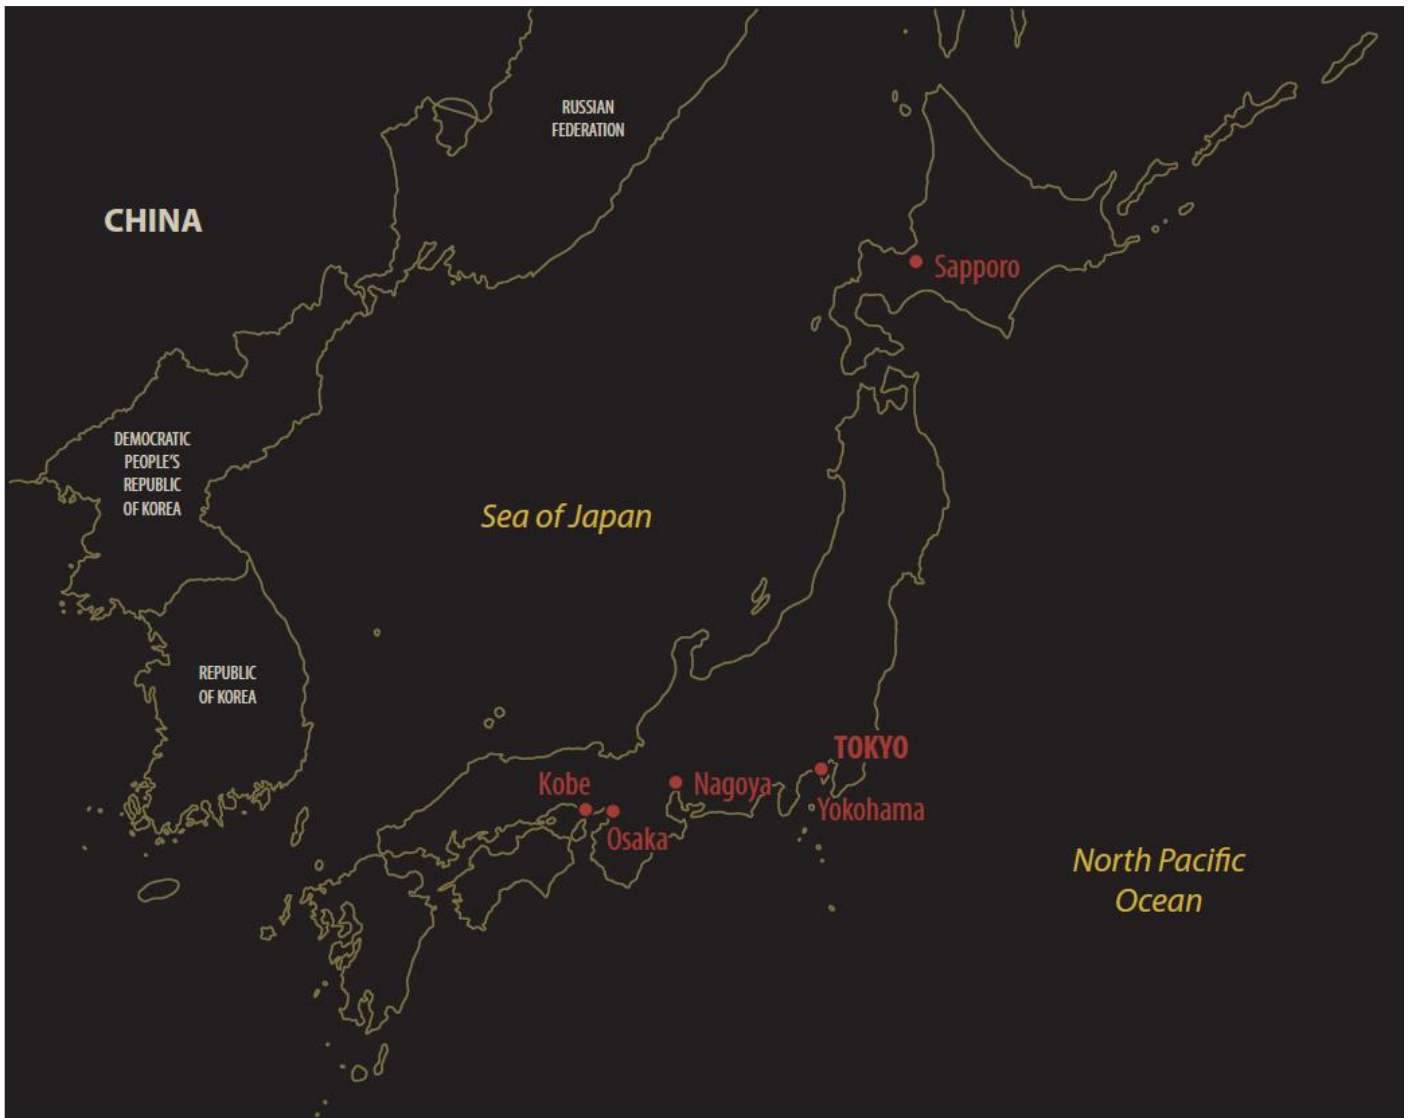 RUSSIAN
FEDERATION
CHINA
Sapporo
DEMOCRATIC
PEOPLE'S
REPUBLIC
OF KOREA
Sea of Japan
REPUBLIC
OF KOREA
TOKYO
Kobe
Nagoya
Yokohama
Osaka
North Pacific
Ocean